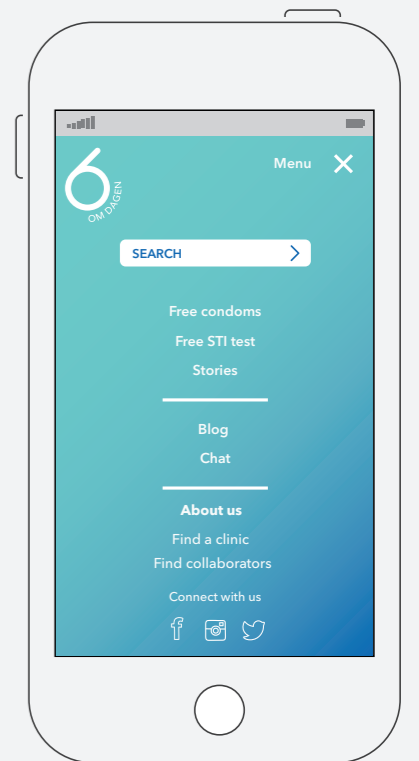 6
OM DAGEN
Menu
SEARCH
Free condoms
Free STI test
Stories
Blog
Chat
About us
Find a clinic
Find collaborators
Connect with us